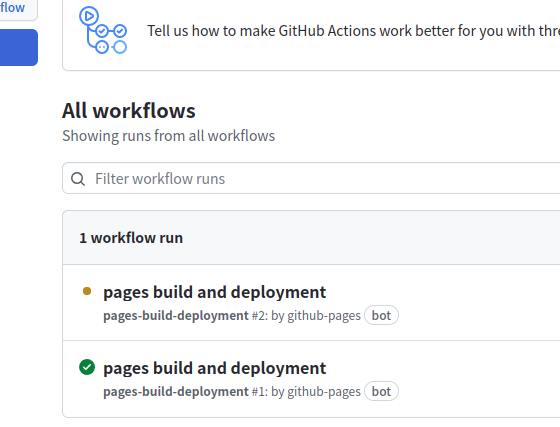 flow
Tell us how to make GitHub Actions work better for you with thre
All workflows
Showing runs from all workflows
Filter workflow runs
1 workflow run
pages build and deployment
pages-build-deployment #2: by github-pages bot
pages build and deployment
pages-build-deployment #1: by github-pages bot